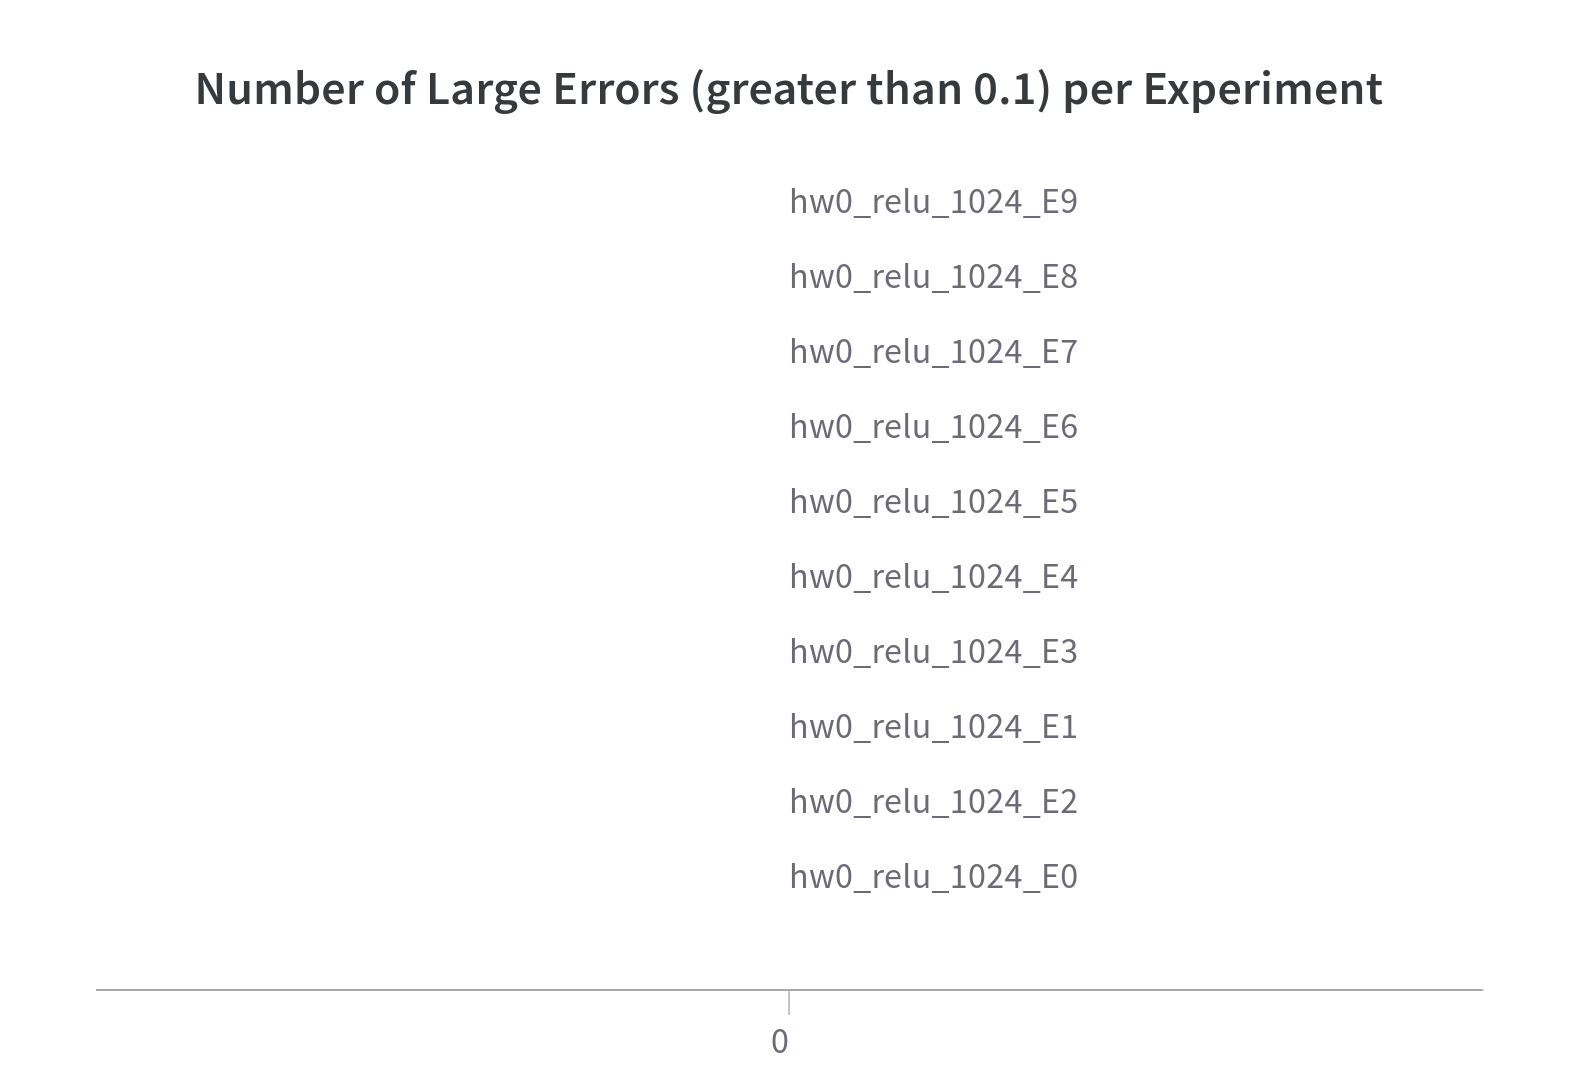 Number of Large Errors (greater than 0.1) per Experiment
hw0_relu_1024_E9
hw0_relu_1024_E8
hw0_relu_1024_E7
hw0_relu_1024_E6
hw0_relu_1024_E5
hw0_relu_1024_E4
hw0_relu_1024_E3
hw0_relu_1024_E1
hw0_relu_1024_E2
hw0_relu_1024_E0
0